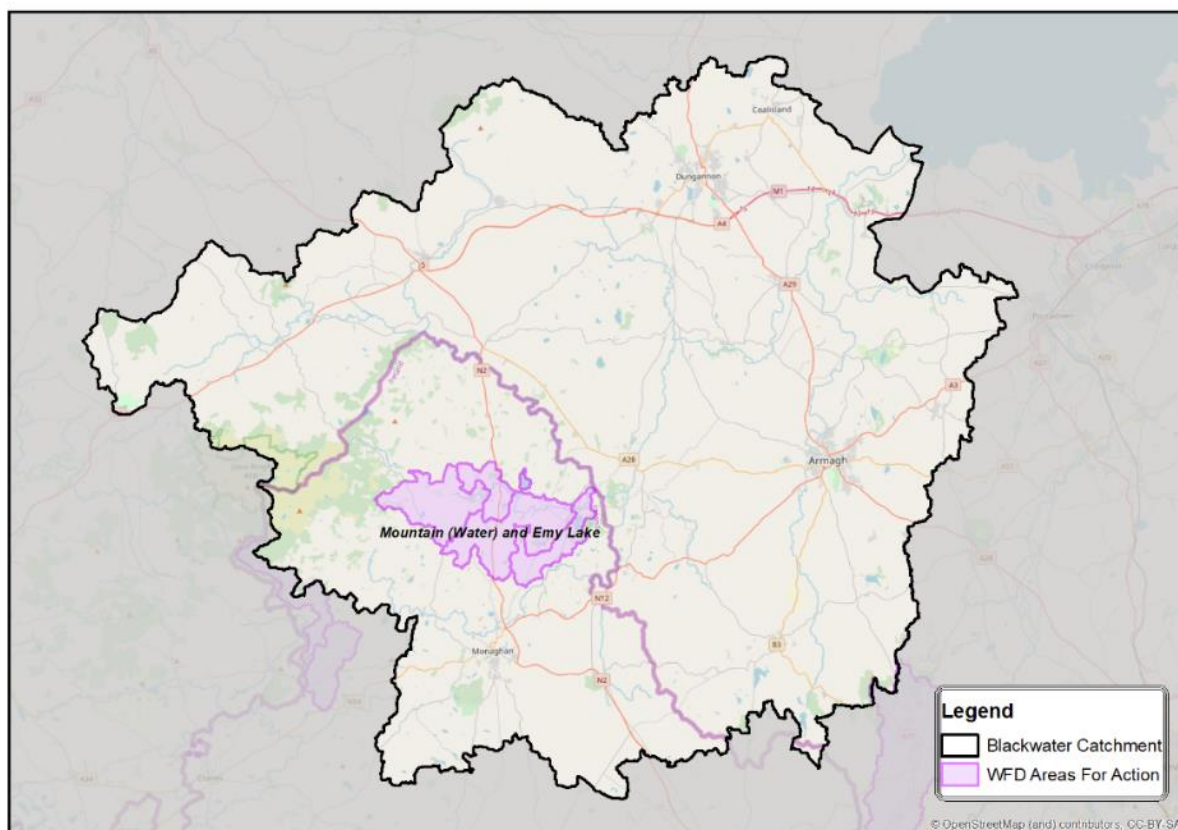 Coalisland
Dungannon
M1
A4
A29
N2
A3
A28
Armagh
Mountain (Water) and Emy Lake
N12
Monaghan
B3
N2
Legend
Blackwater Catchment
WFD Areas For Action
© OpenStreetMap (and) contributors, CC-BY-SA